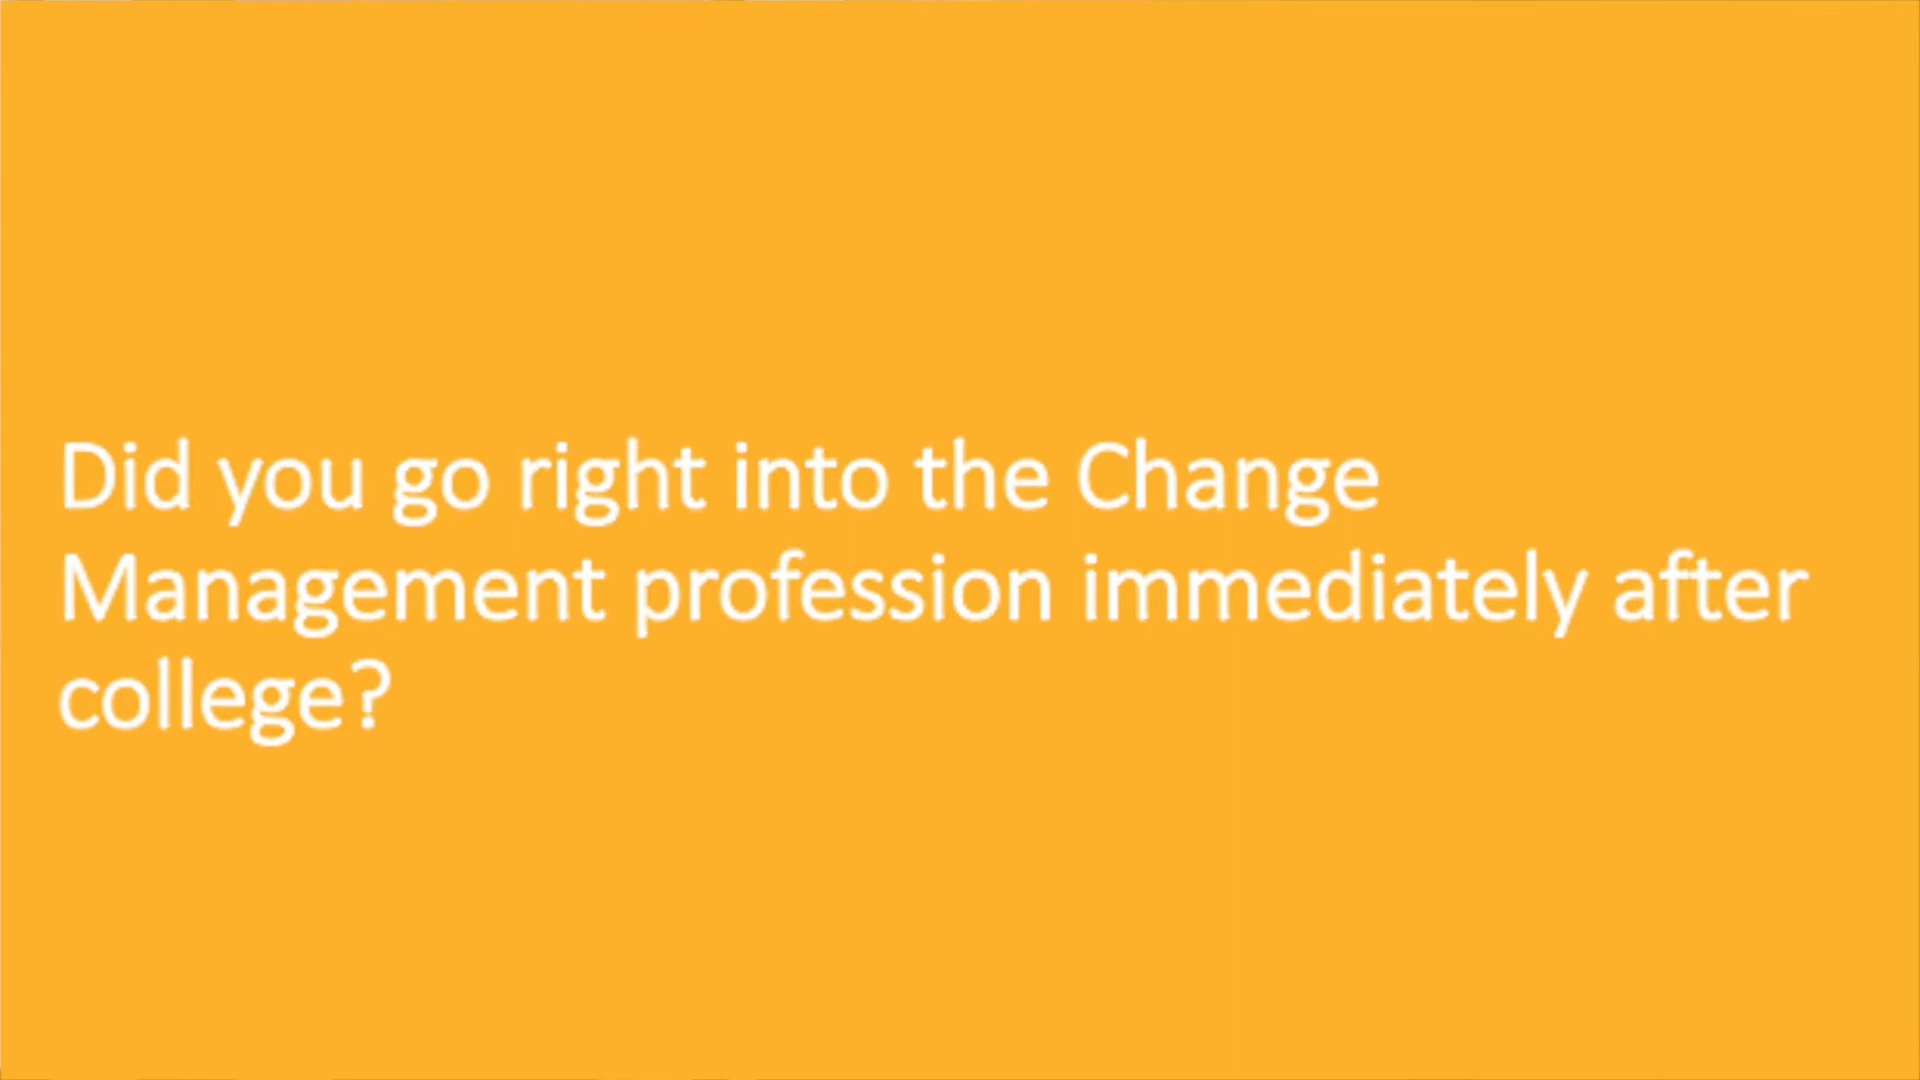 Did you go right into the Change
Management profession immediately after
college?